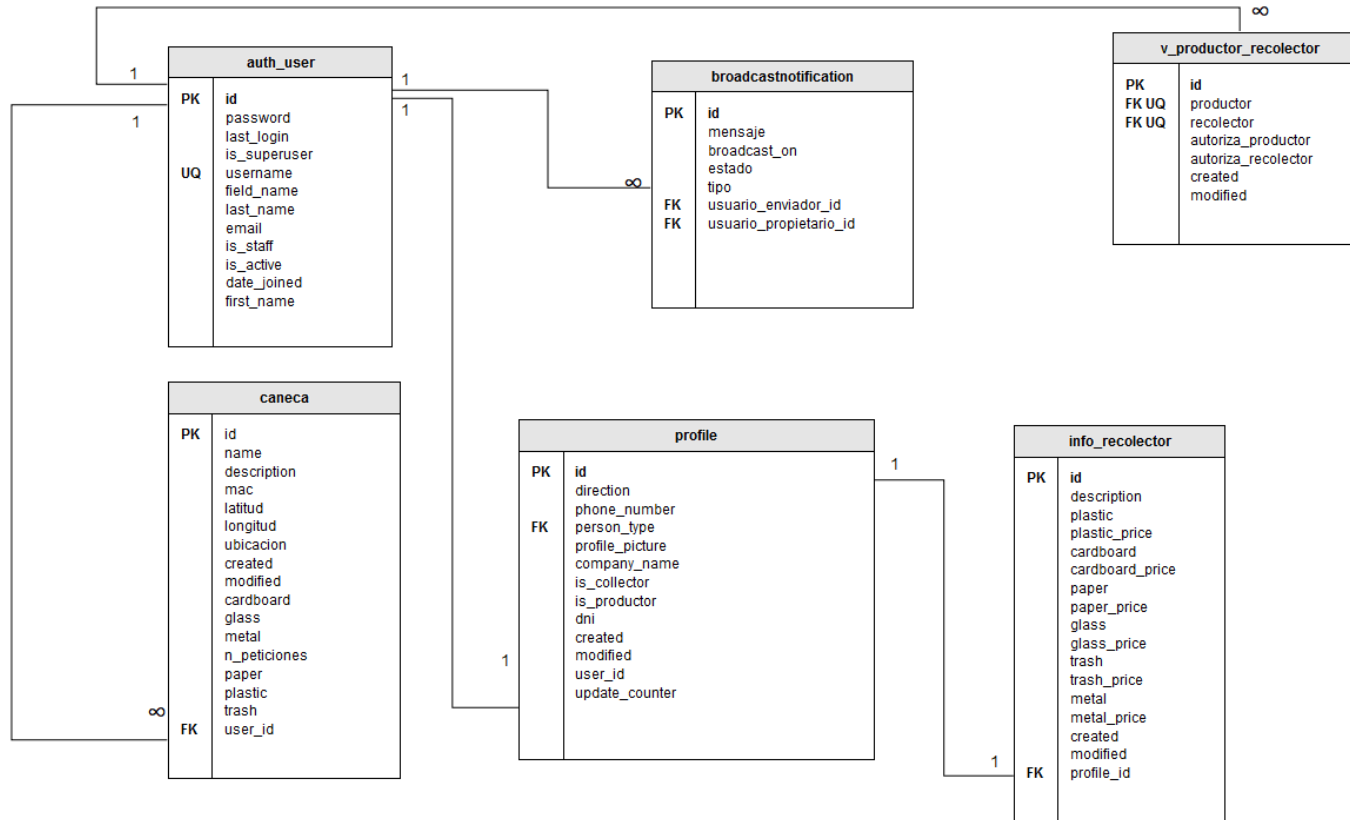 ∞
v_productor_recolector
PK id
FK UQ productor
FK UQ recolector
autoriza_productor
autoriza_recolector
created
modified
1
1
auth_user
PK id
password
last_login
is_superuser
UQ username
field_name
last_name
email
is_staff
is_active
date_joined
first_name
1
1
broadcastnotification
PK id
mensaje
broadcast_on
estado
tipo
FK usuario_enviador_id
FK usuario_propietario_id
∞
caneca
PK id
name
description
mac
latitud
longitud
ubicacion
created
modified
cardboard
glass
metal
n_peticiones
paper
plastic
trash
FK user_id
∞
profile
PK id
direction
phone_number
FK person_type
profile_picture
company_name
is_collector
is_productor
dni
created
modified
user_id
update_counter
1
1
info_recolector
PK id
description
plastic
plastic_price
cardboard
cardboard_price
paper
paper_price
glass
glass_price
trash
trash_price
metal
metal_price
created
modified
FK profile_id
1